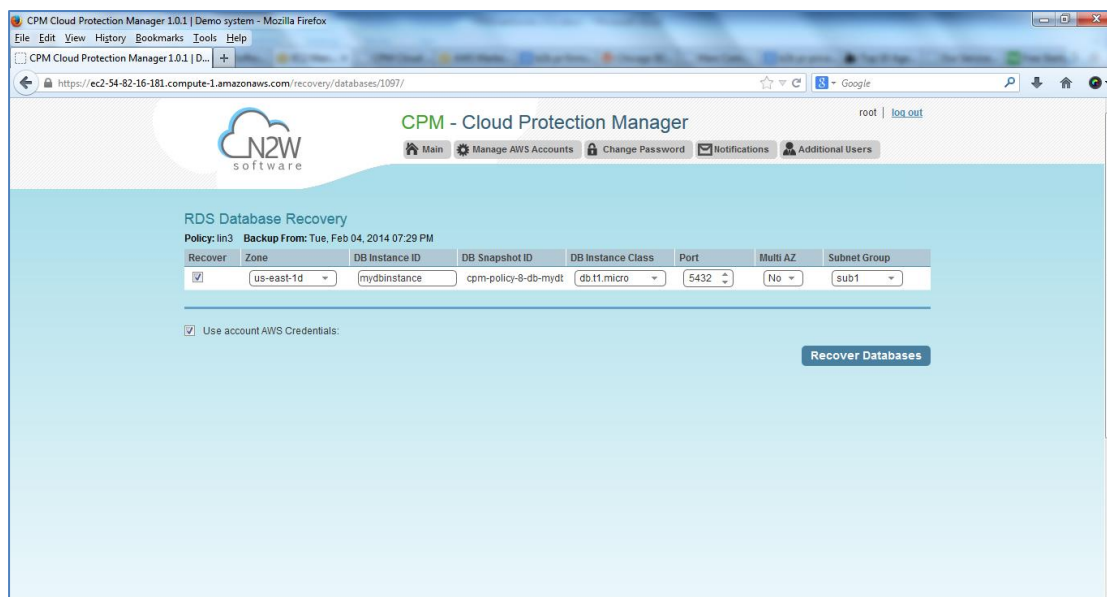 CPM Cloud Protection Manager 1.0.1 | Demo system - Mozilla Firefox
File Edit View History Bookmarks Tools Help
CPM Cloud Protection Manager 1.0.1 | D... +
https://ec2-54-82-16-181.compute-1.amazonaws.com/recovery/databases/1097/ 8 - Google
root | log out
N2W software
CPM - Cloud Protection Manager
Main Manage AWS Accounts Change Password Notifications Additional Users
RDS Database Recovery
Policy: lin3 Backup From: Tue, Feb 04, 2014 07:29 PM
Recover Zone DB Instance ID DB Snapshot ID DB Instance Class Port Multi AZ Subnet Group
us-east-1d mydbinstance cpm-policy-8-db-mydb db.t1.micro 5432 No sub1
Use account AWS Credentials:
Recover Databases